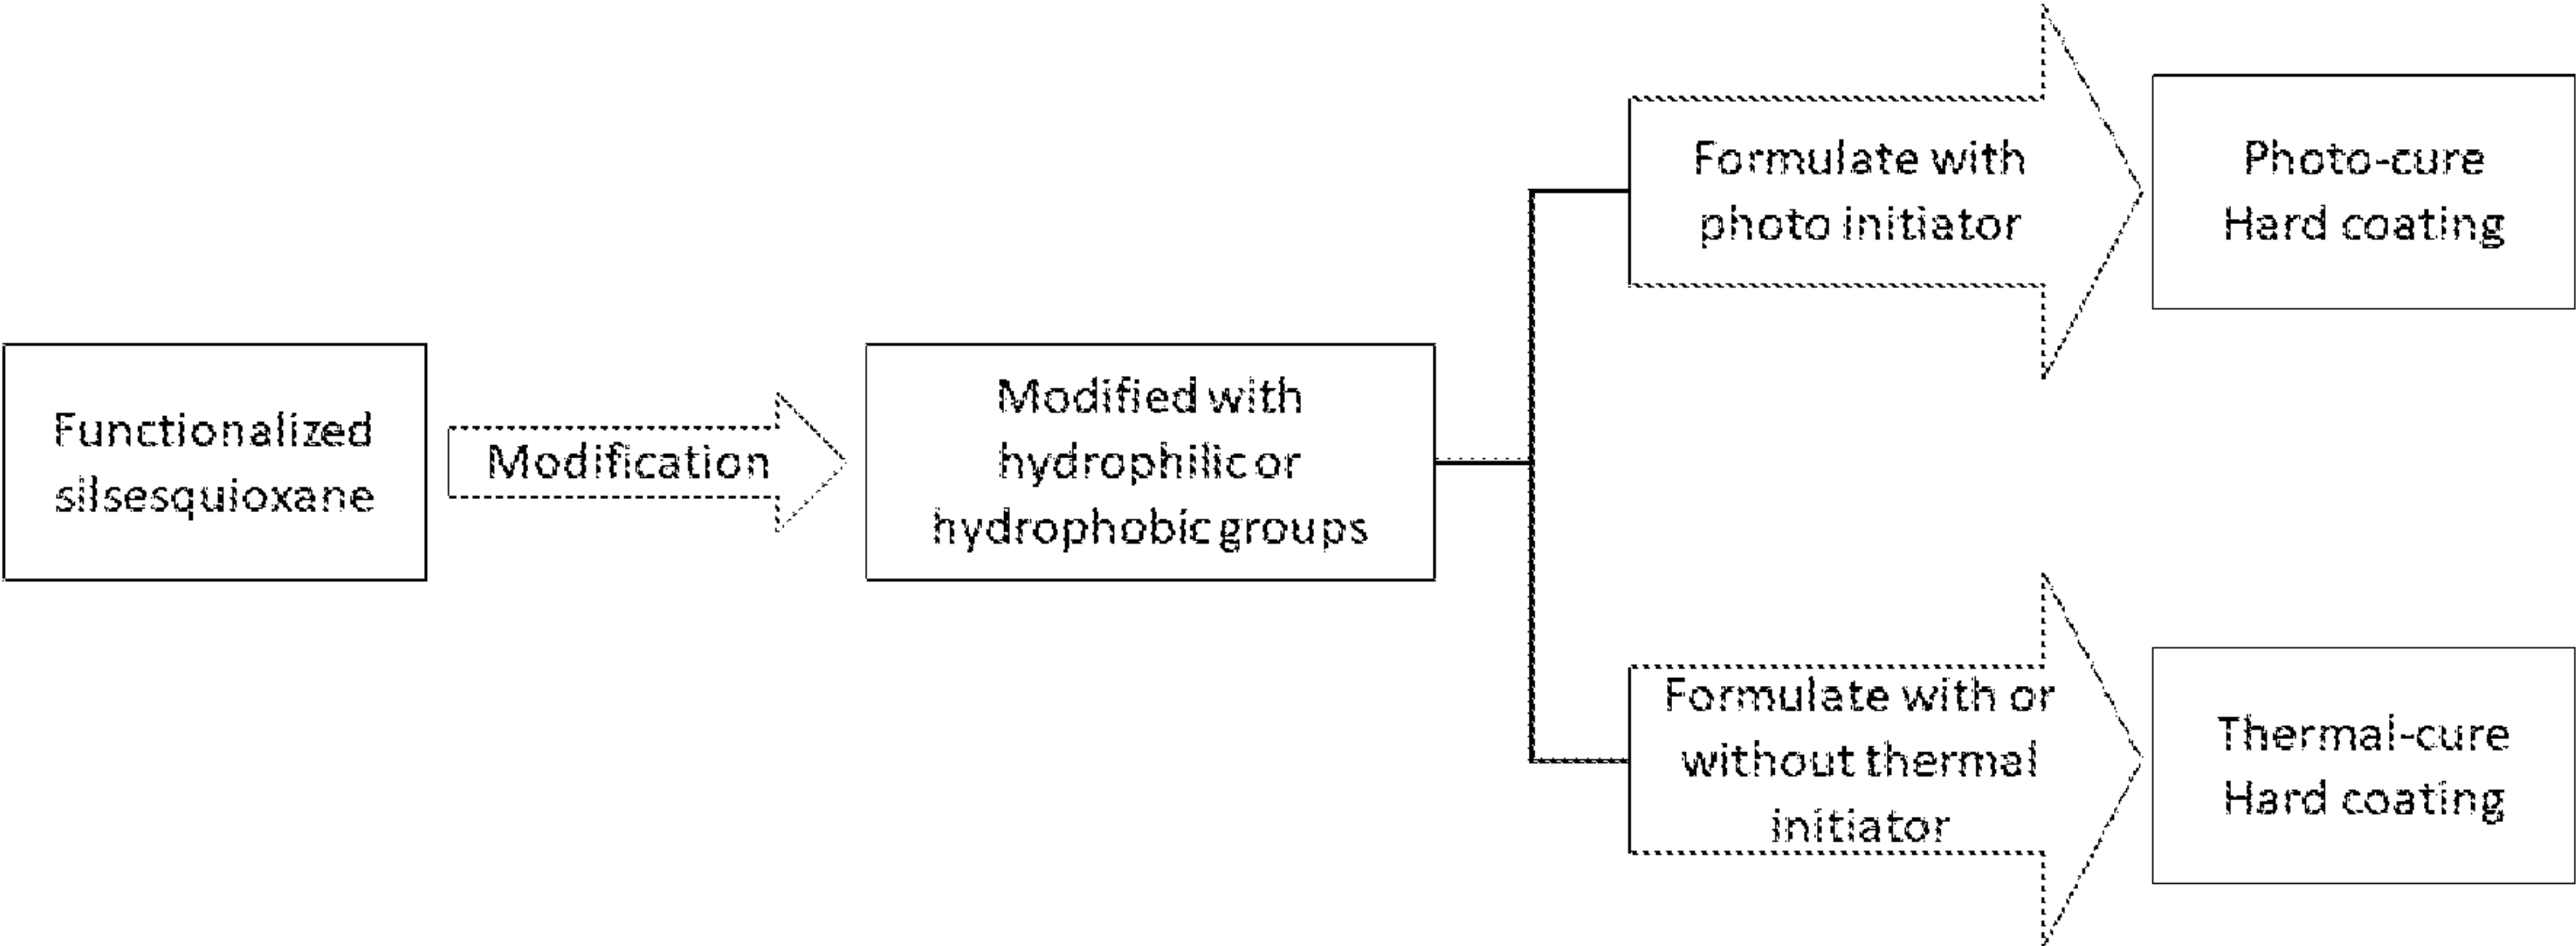 Functionalized
silsesquioxane
Modification
Modified with
hydrophilic or
hydrophobic groups
Formulate with
photo initiator
Photo-cure
Hard coating
Formulate with or
without thermal
initiator
Thermal-cure
Hard coating